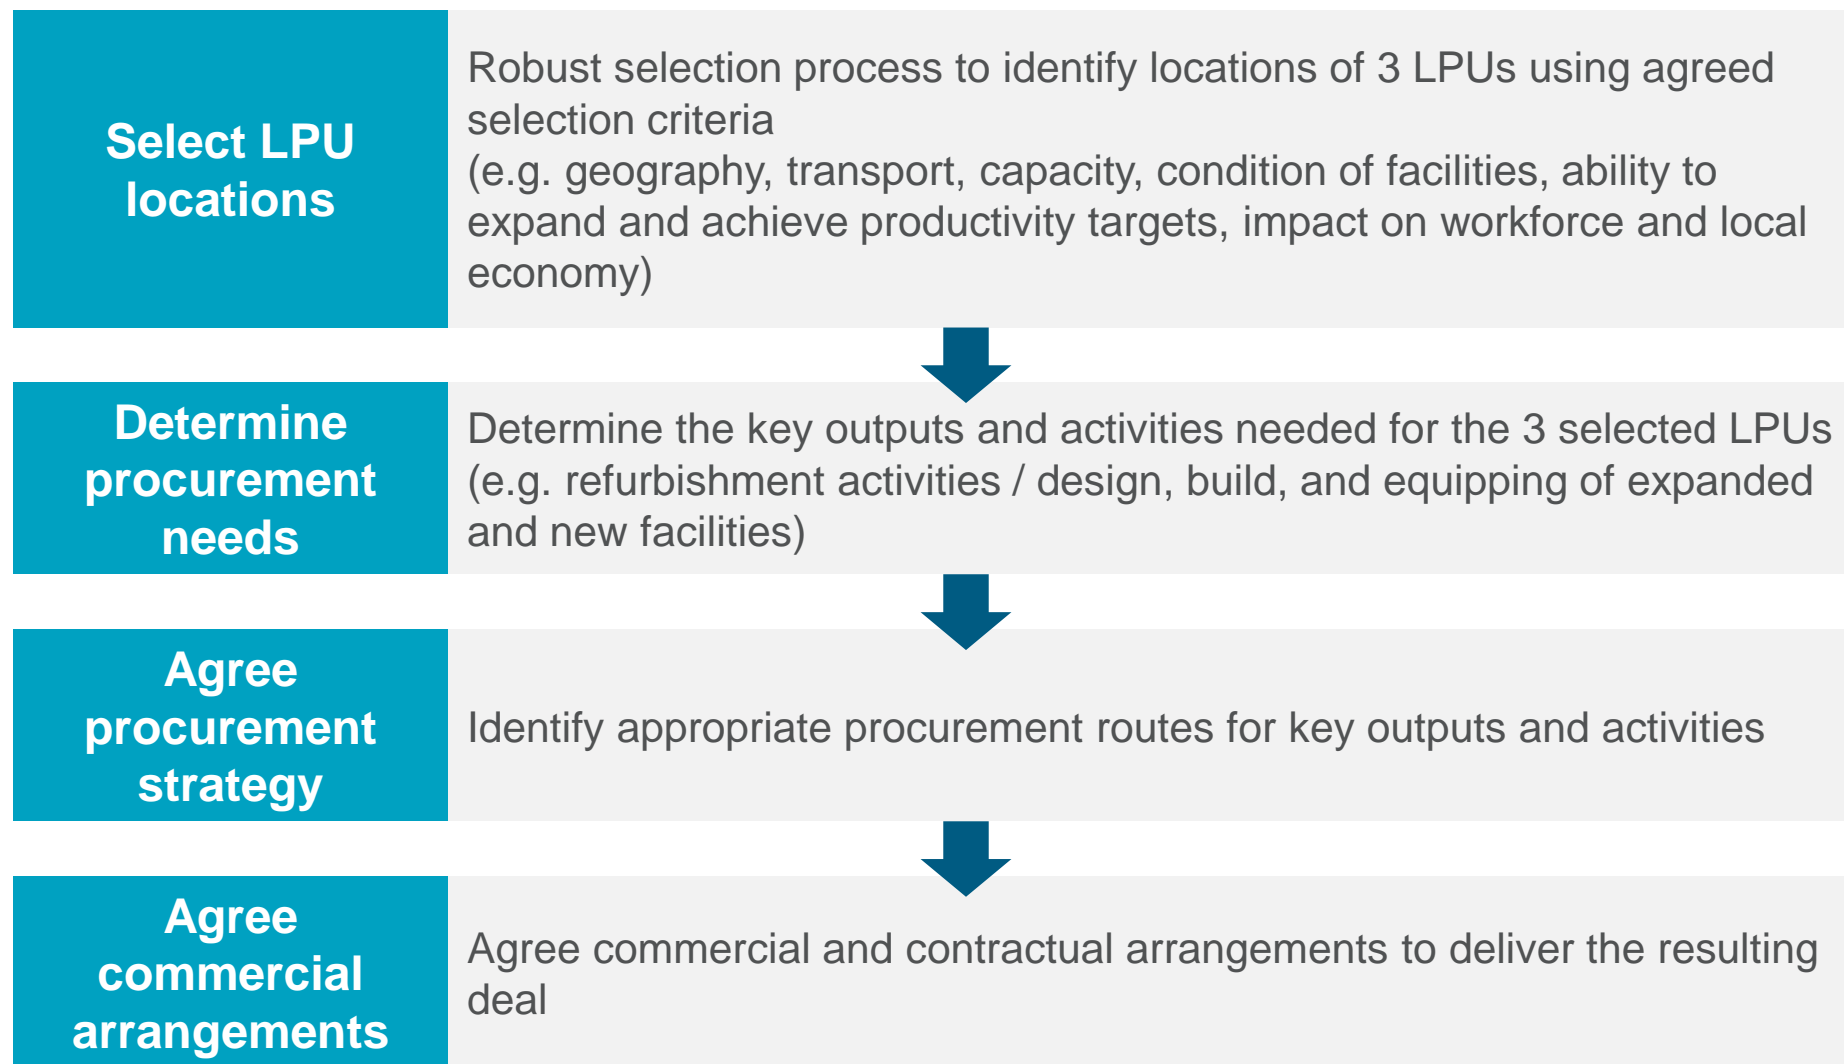 Select LPU
locations
Robust selection process to identify locations of 3 LPUs using agreed
selection criteria
(e.g. geography, transport, capacity, condition of facilities, ability to
expand and achieve productivity targets, impact on workforce and local
economy)
Determine
procurement
needs
Determine the key outputs and activities needed for the 3 selected LPUs
(e.g. refurbishment activities / design, build, and equipping of expanded
and new facilities)
Agree
procurement
strategy
Identify appropriate procurement routes for key outputs and activities
Agree
commercial
arrangements
Agree commercial and contractual arrangements to deliver the resulting
deal